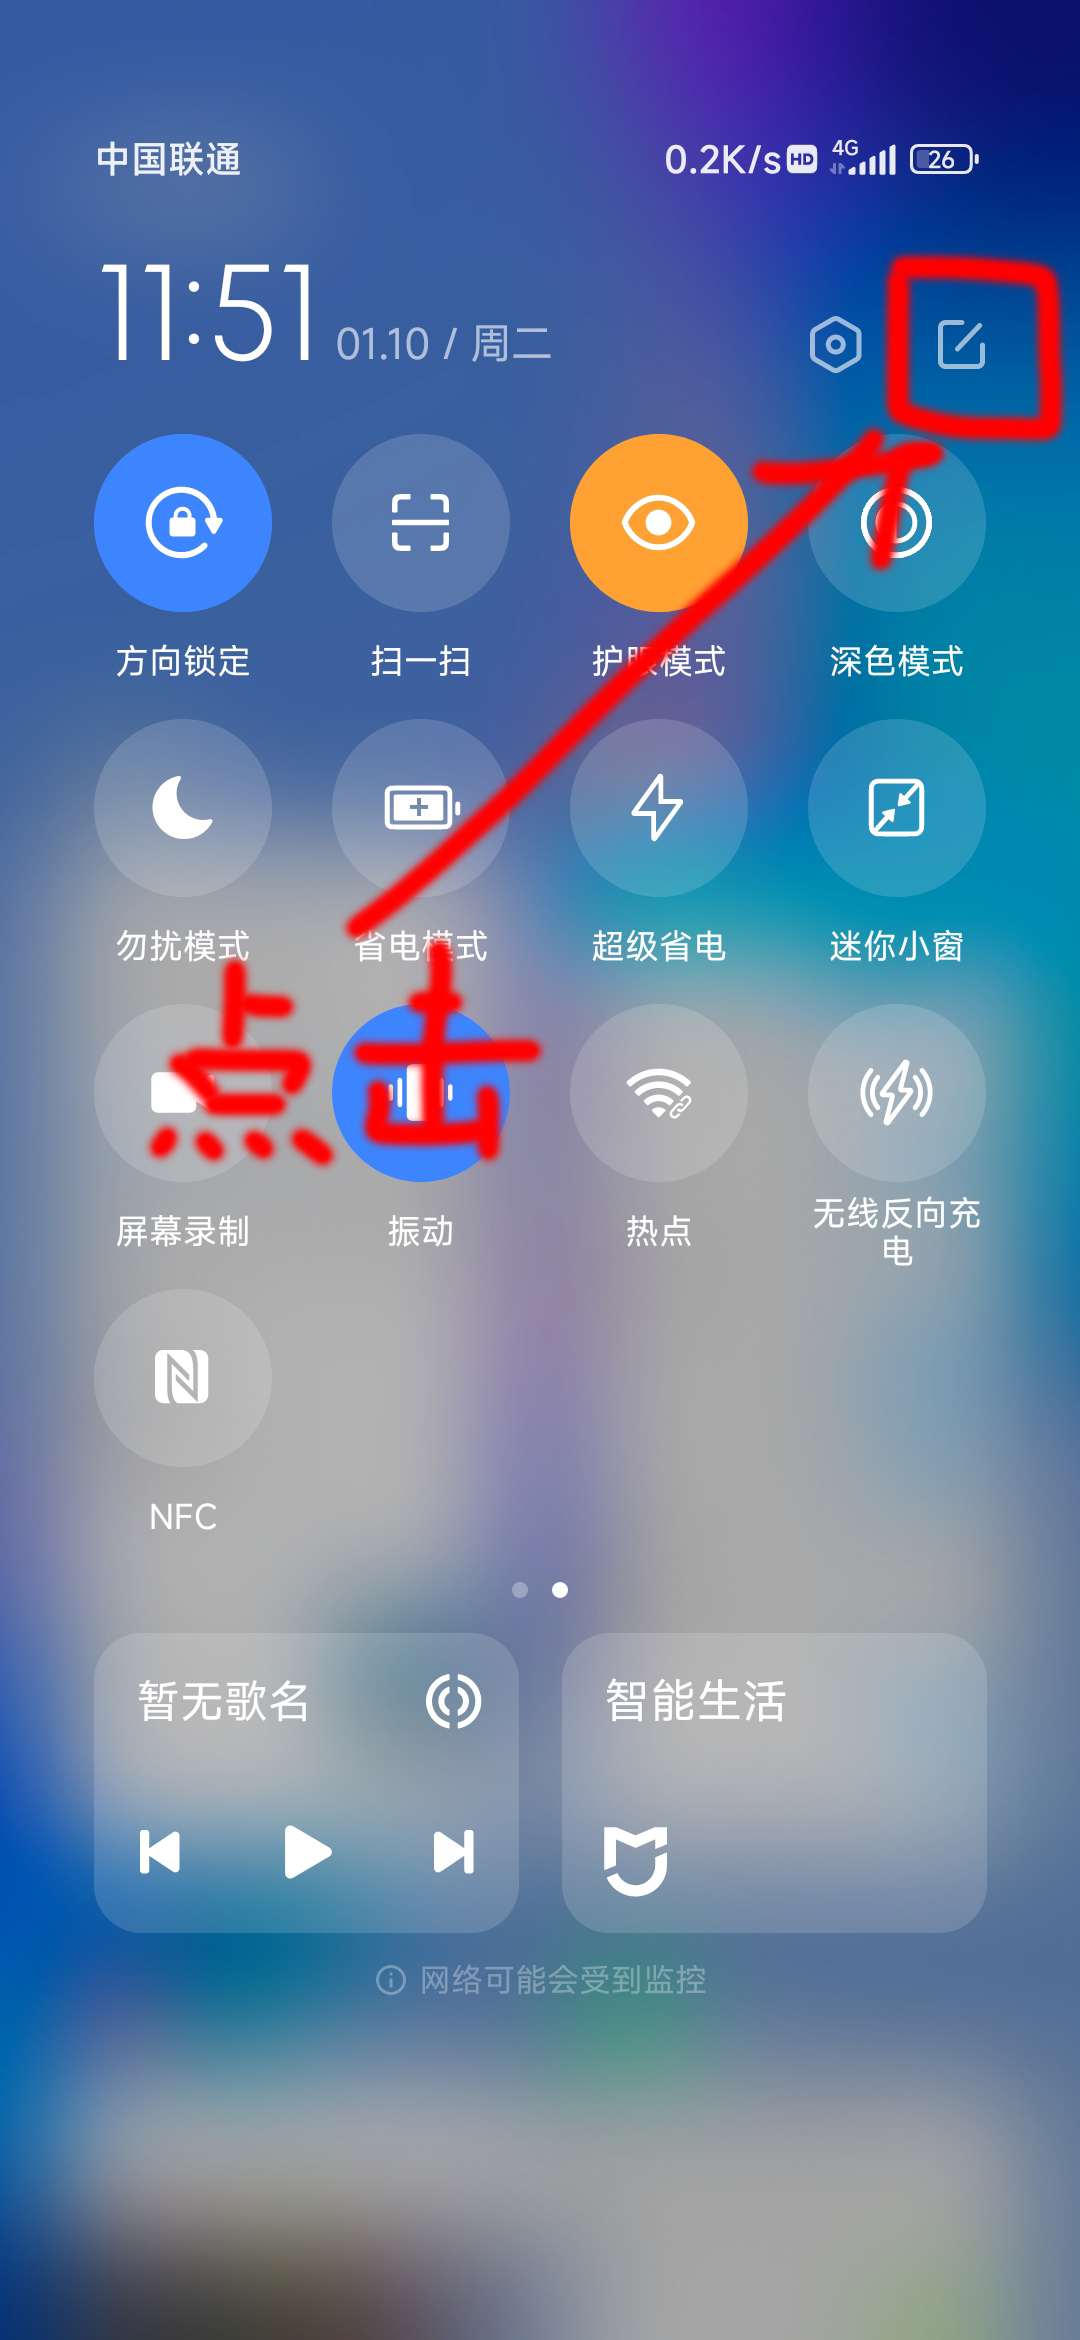 中国联通 0.2K/s HD 4G 26
11:51 01.10 / 周二
方向锁定 扫一扫 护眼模式 深色模式
勿扰模式 省电模式 超级省电 迷你小窗
点击
屏幕录制 振动 热点 无线反向充
电
NFC
暂无歌名 智能生活
网络可能会受到监控